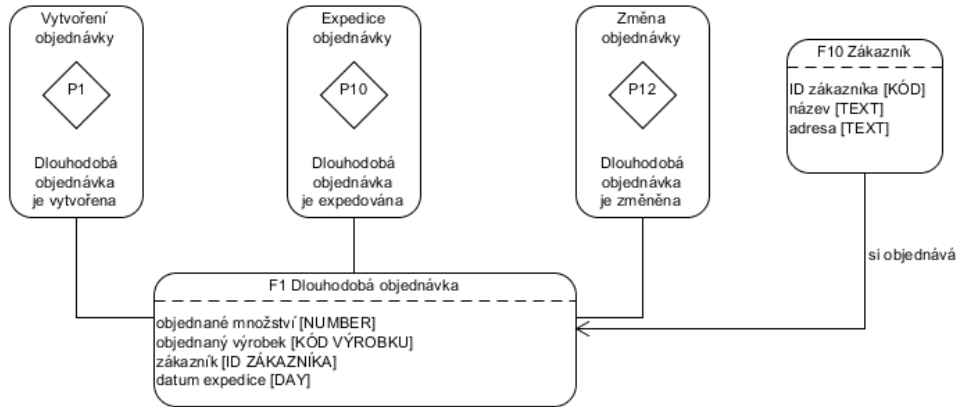 Vytvoření
objednávky
P1
Dlouhodobá
objednávka
je vytvořena
Expedice
objednávky
P10
Dlouhodobá
objednávka
je expedována
Změna
objednávky
P12
Dlouhodobá
objednávka
je změněna
F10 Zákazník
ID zákazníka [KÓD]
název [TEXT]
adresa [TEXT]
si objednává
F1 Dlouhodobá objednávka
objednané množství [NUMBER]
objednaný výrobek [KÓD VÝROBKU]
zákazník [ID ZÁKAZNÍKA]
datum expedice [DAY]